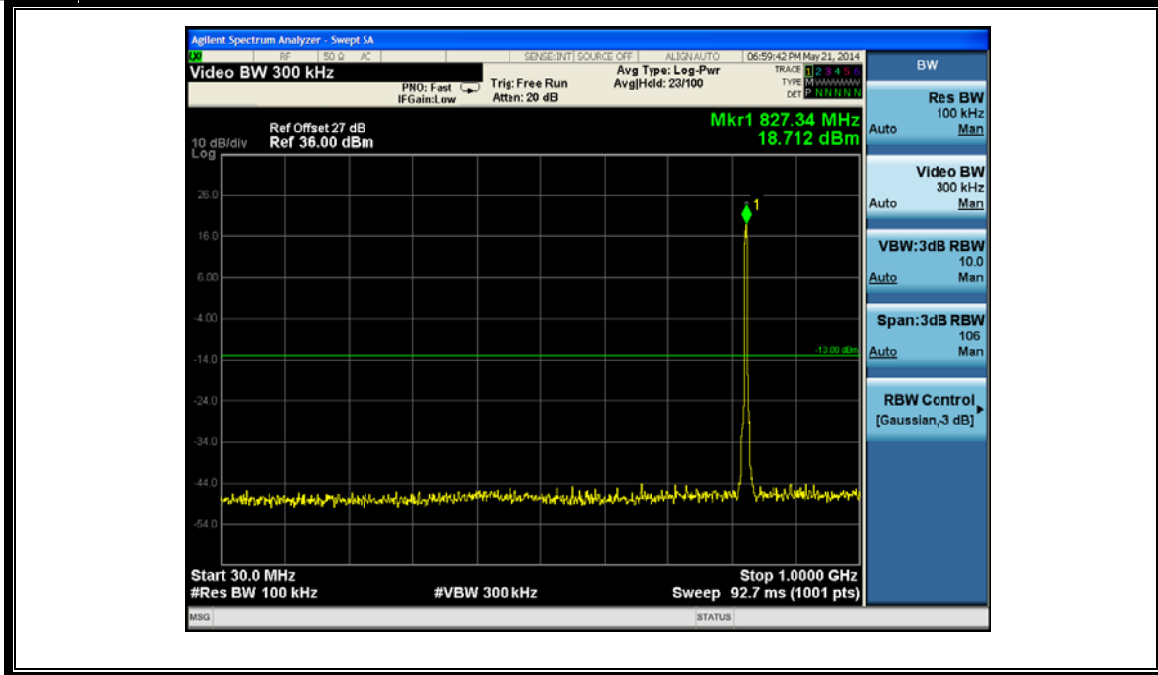 Agilent Spectrum Analyzer - Swept SA
RF 50 Ω AC SENSE:INT SOURCE OFF ALIGNAUTO 06:59:42 PM May 21, 2014
Video BW 300 kHz
PNO: Fast
IFGain:Low
Trig: Free Run
Atten: 20 dB
Avg Type: Log-Pwr
Avg|Hold: 23/100
TRACE 1 2 3 4 5 6
TYPE M W W W W W
DET P N N N N N
Mkr1 827.34 MHz
18.712 dBm
10 dB/div
Log
Ref Offset 27 dB
Ref 36.00 dBm
26.0
16.0
6.00
-4.00
-14.0
-24.0
-34.0
-44.0
-54.0
1
-13.00 dBm
Start 30.0 MHz
#Res BW 100 kHz
#VBW 300 kHz
Stop 1.0000 GHz
Sweep 92.7 ms (1001 pts)
MSG
STATUS
BW
Res BW
100 kHz
Auto Man
Video BW
300 kHz
Auto Man
VBW:3dB RBW
10.0
Auto Man
Span:3dB RBW
106
Auto Man
RBW Control
[Gaussian,-3 dB]